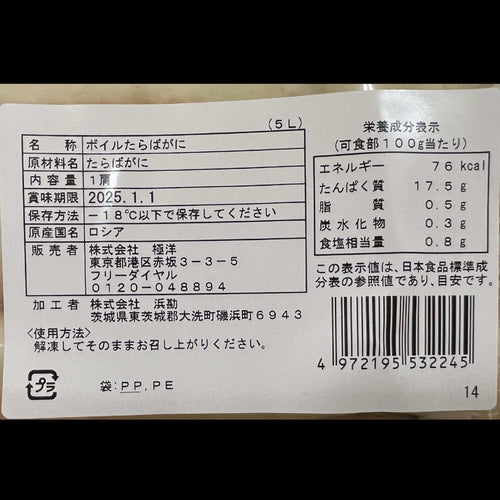 (5L)
名称 ボイルたらばがに
原材料名 たらばがに
内容量 1肩
賞味期限 2025.1.1
保存方法 -18℃以下で保存してください
原産国名 ロシア
販売者 株式会社 極洋
東京都港区赤坂3-3-5
フリーダイヤル
0120-048894
加工者 株式会社 浜勘
茨城県東茨城郡大洗町磯浜町6943
<使用方法>
解凍してそのままお召し上がりください。
プラ
袋:PP,PE
栄養成分表示
(可食部100g当たり)
エネルギー 76kcal
たんぱく質 17.5g
脂質 0.5g
炭水化物 0.3g
食塩相当量 0.8g
この表示値は、日本食品標準成
分表の参照値であり、目安です。
4972195532245
14